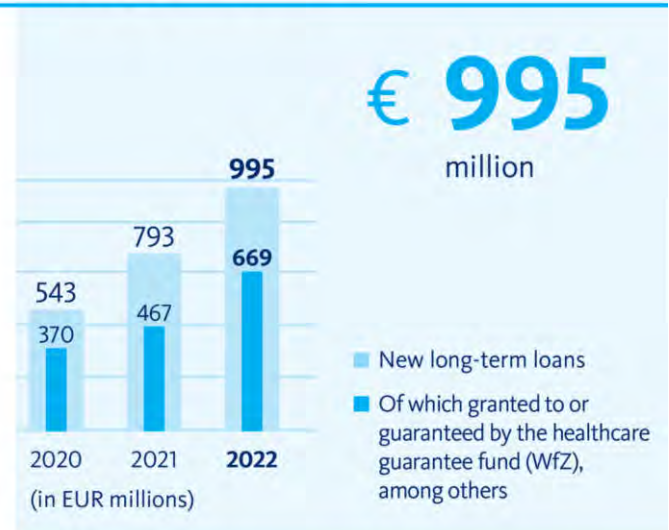 € 995
million
995
793
669
543
467
370
2020 2021 2022
(in EUR millions)
New long-term loans
Of which granted to or
guaranteed by the healthcare
guarantee fund (WfZ),
among others